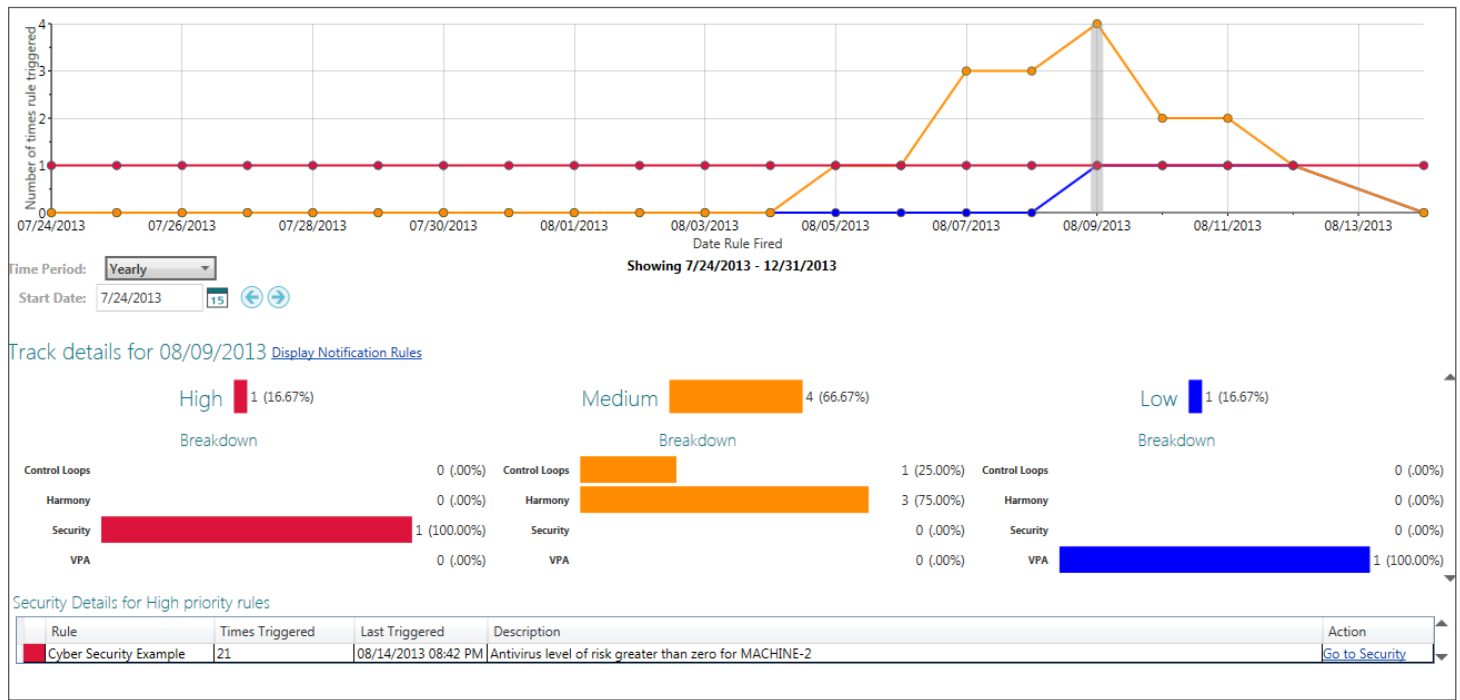 Number of times rule triggered
4
3
2
1
0
07/24/2013 07/26/2013 07/28/2013 07/30/2013 08/01/2013 08/03/2013 08/05/2013 08/07/2013 08/09/2013 08/11/2013 08/13/2013
Date Rule Fired
Time Period: Yearly
Showing 7/24/2013 - 12/31/2013
Start Date: 7/24/2013 15
Track details for 08/09/2013 Display Notification Rules
High 1 (16.67%)
Medium 4 (66.67%)
Low 1 (16.67%)
Breakdown
Breakdown
Breakdown
Control Loops 0 (.00%) Control Loops 1 (25.00%) Control Loops 0 (.00%)
Harmony 0 (.00%) Harmony 3 (75.00%) Harmony 0 (.00%)
Security 1 (100.00%) Security 0 (.00%) Security 0 (.00%)
VPA 0 (.00%) VPA 0 (.00%) VPA 1 (100.00%)
Security Details for High priority rules
Rule Times Triggered Last Triggered Description Action
Cyber Security Example 21 08/14/2013 08:42 PM Antivirus level of risk greater than zero for MACHINE-2 Go to Security